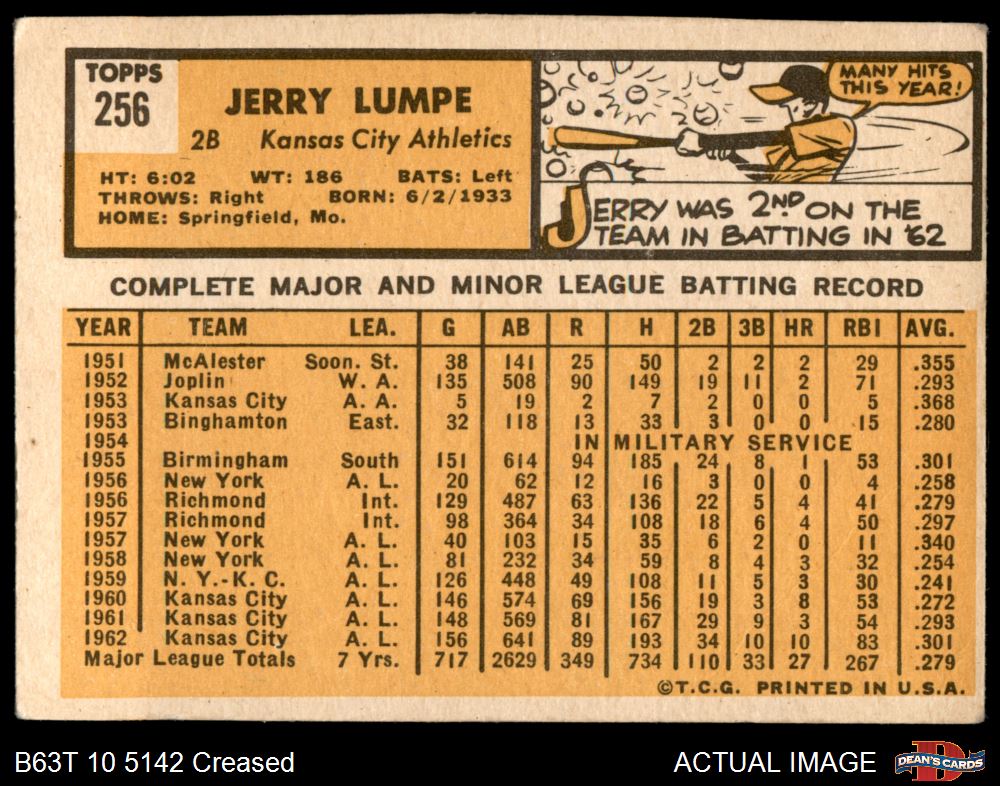 TOPPS
256
JERRY LUMPE
2B Kansas City Athletics
HT: 6:02 WT: 186 BATS: Left
THROWS: Right BORN: 6/2/1933
HOME: Springfield, Mo.
MANY HITS
THIS YEAR!
JERRY WAS 2ND ON THE
TEAM IN BATTING IN '62
COMPLETE MAJOR AND MINOR LEAGUE BATTING RECORD
YEAR TEAM LEA. G AB R H 2B 3B HR RBI AVG.
1951 McAlester Soon. St. 38 141 25 50 2 2 2 29 .355
1952 Joplin W. A. 135 508 90 149 19 11 2 71 .293
1953 Kansas City A. A. 5 19 2 7 2 0 0 5 .368
1953 Binghamton East. 32 118 13 33 3 0 0 15 .280
1954 IN MILITARY SERVICE
1955 Birmingham South 151 614 94 185 24 8 1 53 .301
1956 New York A. L. 20 62 12 16 3 0 0 4 .258
1956 Richmond Int. 129 487 63 136 22 5 4 41 .279
1957 Richmond Int. 98 364 34 108 18 6 4 50 .297
1957 New York A. L. 40 103 15 35 6 2 0 11 .340
1958 New York A. L. 81 232 34 59 8 4 3 32 .254
1959 N. Y.-K. C. A. L. 126 448 49 108 11 5 3 30 .241
1960 Kansas City A. L. 146 574 69 156 19 3 8 53 .272
1961 Kansas City A. L. 148 569 81 167 29 9 3 54 .293
1962 Kansas City A. L. 156 641 89 193 34 10 10 83 .301
Major League Totals 7 Yrs. 717 2629 349 734 110 33 27 267 .279
©T.C.G. PRINTED IN U.S.A.
B63T 10 5142 Creased
ACTUAL IMAGE
DEAN'S CARDS